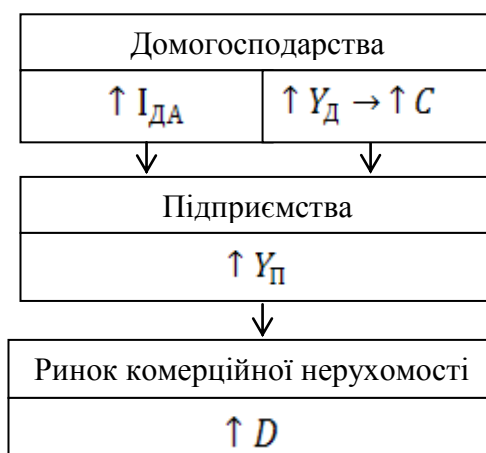 Домогосподарства
↑ I_ДА ↑ Y_Д → ↑ C
Підприємства
↑ Y_П
Ринок комерційної нерухомості
↑ D